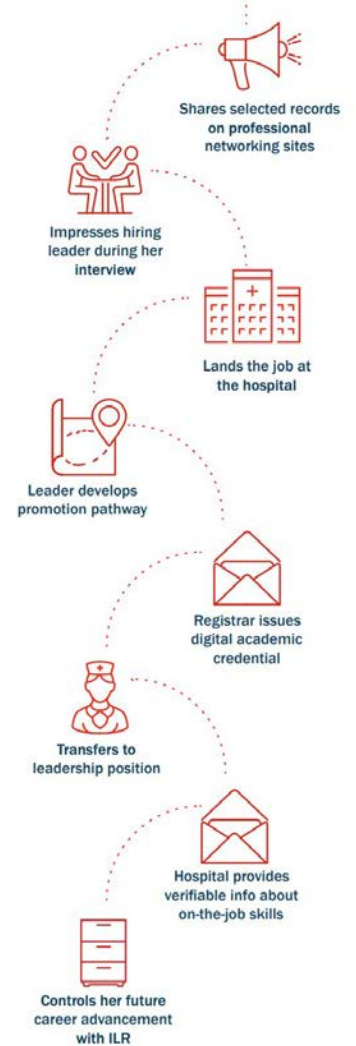 Shares selected records
on professional
networking sites
Impresses hiring
leader during her
interview
Lands the job at
the hospital
Leader develops
promotion pathway
Registrar issues
digital academic
credential
Transfers to
leadership position
Hospital provides
verifiable info about
on-the-job skills
Controls her future
career advancement
with ILR